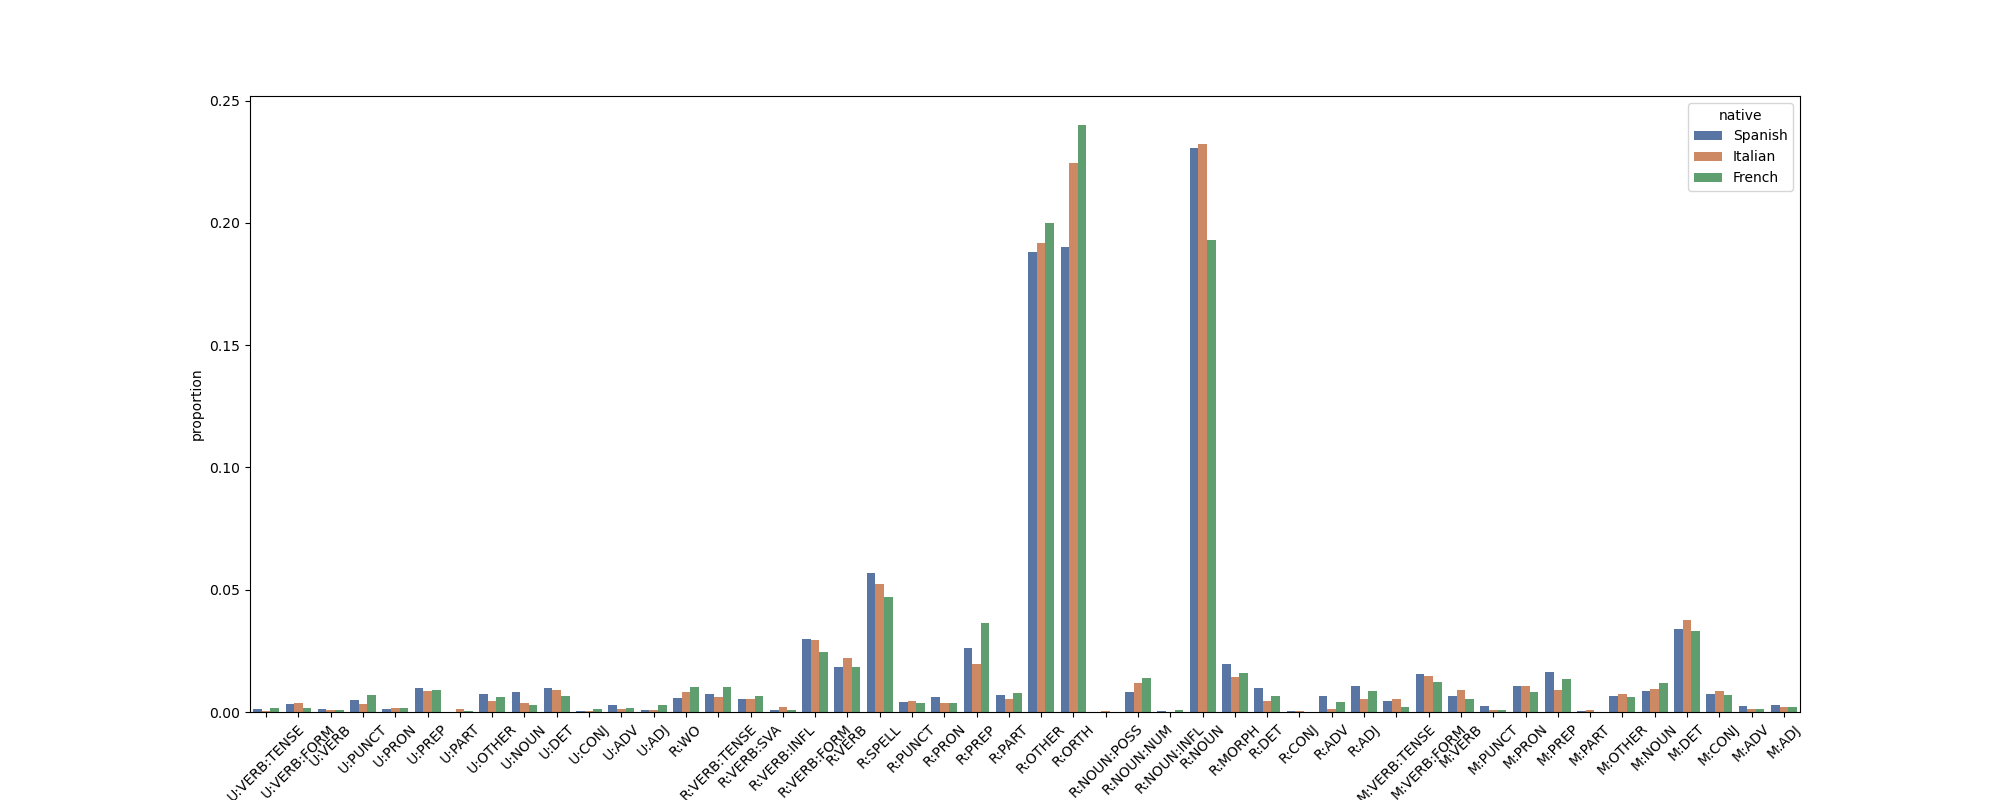 0.25
0.20
0.15
0.10
0.05
0.00
proportion
native
Spanish
Italian
French
U:VERB:TENSE
U:VERB:FORM
U:VERB
U:PUNCT
U:PRON
U:PREP
U:PART
U:OTHER
U:NOUN
U:DET
U:CONJ
U:ADV
U:ADJ
R:WO
R:VERB:TENSE
R:VERB:SVA
R:VERB:INFL
R:VERB:FORM
R:VERB
R:SPELL
R:PUNCT
R:PRON
R:PREP
R:PART
R:OTHER
R:ORTH
R:NOUN:POSS
R:NOUN:NUM
R:NOUN:INFL
R:NOUN
R:MORPH
R:DET
R:CONJ
R:ADV
R:ADJ
M:VERB:TENSE
M:VERB:FORM
M:VERB
M:PUNCT
M:PRON
M:PREP
M:PART
M:OTHER
M:NOUN
M:DET
M:CONJ
M:ADV
M:ADJ